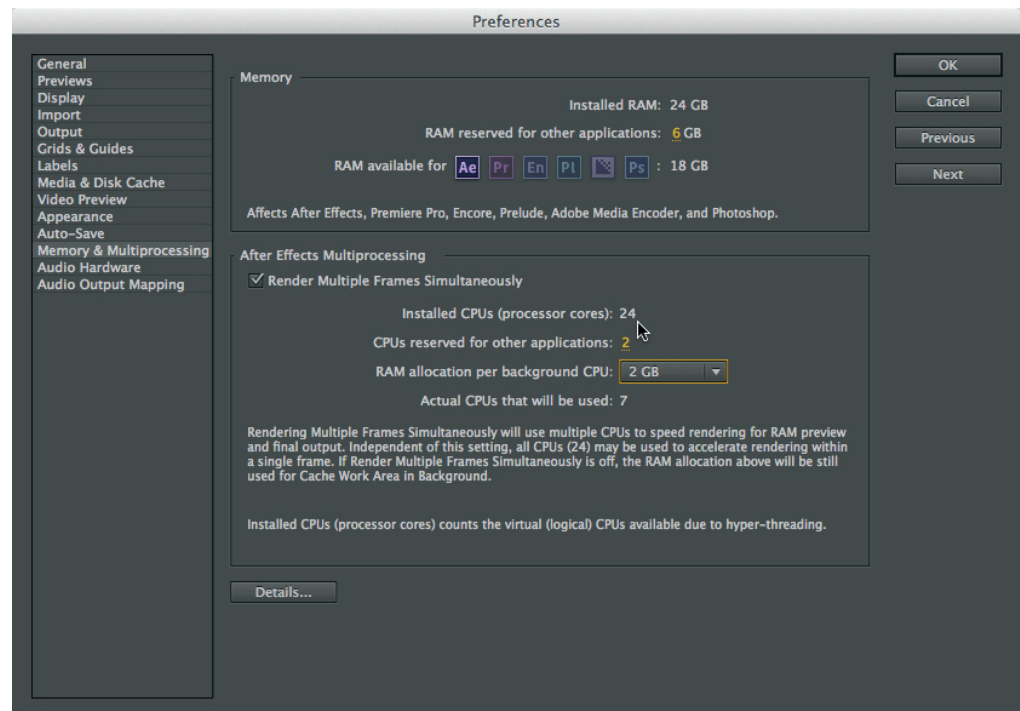 Preferences
General
Previews
Display
Import
Output
Grids & Guides
Labels
Media & Disk Cache
Video Preview
Appearance
Auto-Save
Memory & Multiprocessing
Audio Hardware
Audio Output Mapping
Memory
Installed RAM: 24 GB
RAM reserved for other applications: 6 GB
RAM available for Ae Pr En Pl Ps : 18 GB
Affects After Effects, Premiere Pro, Encore, Prelude, Adobe Media Encoder, and Photoshop.
After Effects Multiprocessing
Render Multiple Frames Simultaneously
Installed CPUs (processor cores): 24
CPUs reserved for other applications: 2
RAM allocation per background CPU: 2 GB
Actual CPUs that will be used: 7
Rendering Multiple Frames Simultaneously will use multiple CPUs to speed rendering for RAM preview
and final output. Independent of this setting, all CPUs (24) may be used to accelerate rendering within
a single frame. If Render Multiple Frames Simultaneously is off, the RAM allocation above will be still
used for Cache Work Area in Background.
Installed CPUs (processor cores) counts the virtual (logical) CPUs available due to hyper-threading.
Details...
OK
Cancel
Previous
Next